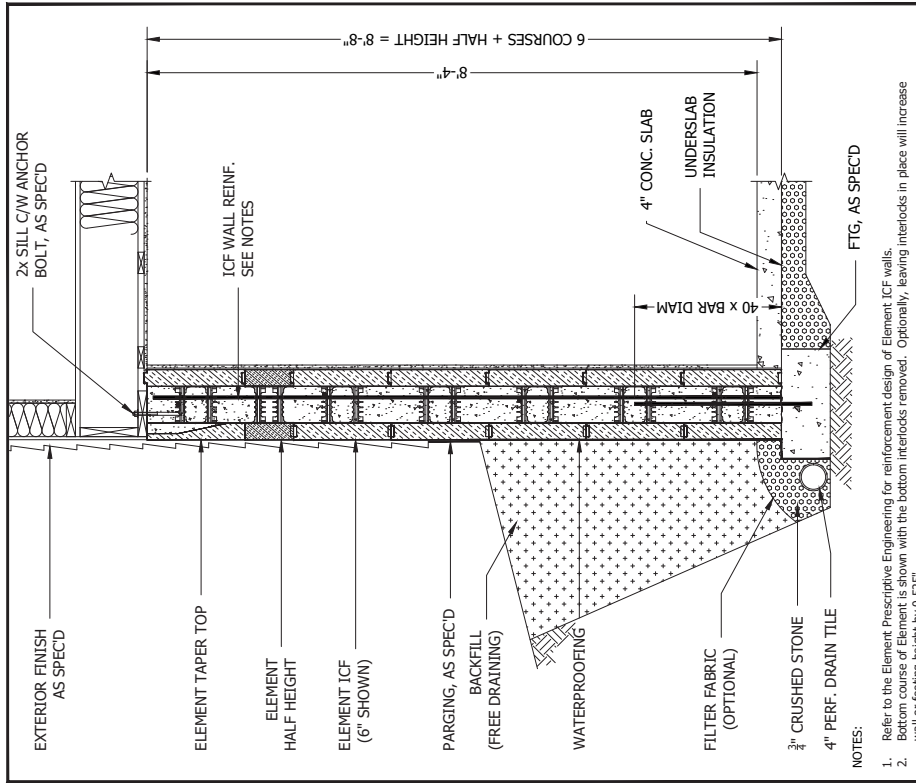 EXTERIOR FINISH
AS SPEC'D
2x SILL C/W ANCHOR
BOLT, AS SPEC'D
ELEMENT TAPER TOP
ICF WALL REINF.
SEE NOTES
ELEMENT
HALF HEIGHT
ELEMENT ICF
(6" SHOWN)
8'-4"
6 COURSES + HALF HEIGHT = 8'-8"
PARGING, AS SPEC'D
BACKFILL
(FREE DRAINING)
WATERPROOFING
4" CONC. SLAB
UNDERSLAB
INSULATION
40 x BAR DIAM
FILTER FABRIC
(OPTIONAL)
3/4" CRUSHED STONE
4" PERF. DRAIN TILE
FTG, AS SPEC'D
NOTES:
1. Refer to the Element Prescriptive Engineering for reinforcement design of Element ICF walls.
2. Bottom course of Element is shown with the bottom interlocks removed. Optionally, leaving interlocks in place will increase
wall or footing height by